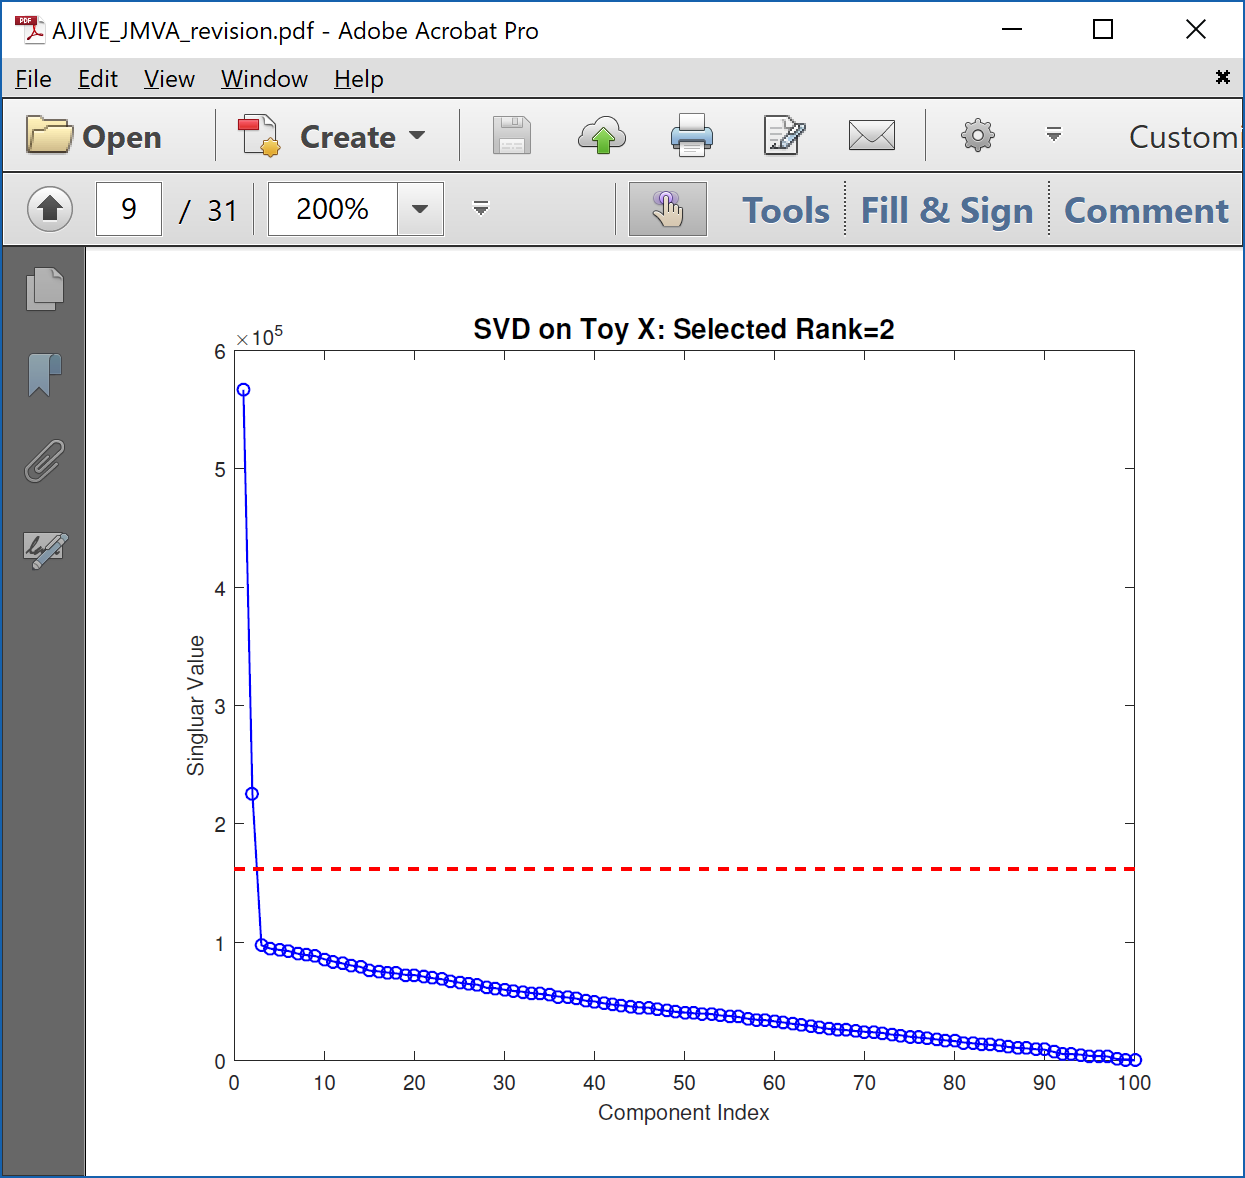 AJIVE_JMVA_revision.pdf - Adobe Acrobat Pro
File Edit View Window Help
Open Create Customi
9 / 31 200% Tools Fill & Sign Comment
SVD on Toy X: Selected Rank=2
×10⁵
6
5
4
3
2
1
0
Singluar Value
0 10 20 30 40 50 60 70 80 90 100
Component Index